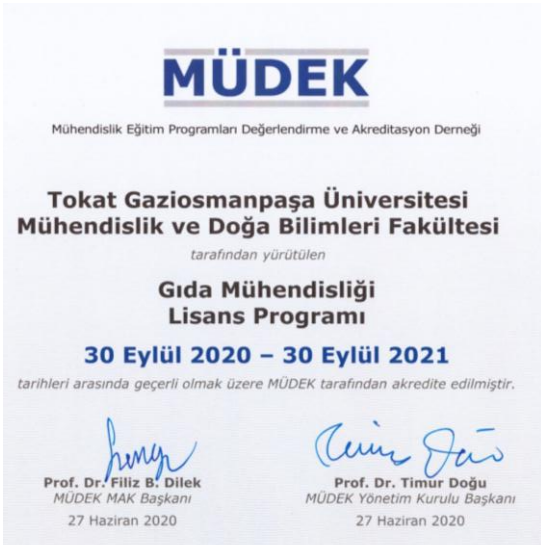 MÜDEK
Mühendislik Eğitim Programları Değerlendirme ve Akreditasyon Derneği
Tokat Gaziosmanpaşa Üniversitesi
Mühendislik ve Doğa Bilimleri Fakültesi
tarafından yürütülen
Gıda Mühendisliği
Lisans Programı
30 Eylül 2020 – 30 Eylül 2021
tarihleri arasında geçerli olmak üzere MÜDEK tarafından akredite edilmiştir.
Prof. Dr. Filiz B. Dilek
MÜDEK MAK Başkanı
27 Haziran 2020
Prof. Dr. Timur Doğu
MÜDEK Yönetim Kurulu Başkanı
27 Haziran 2020